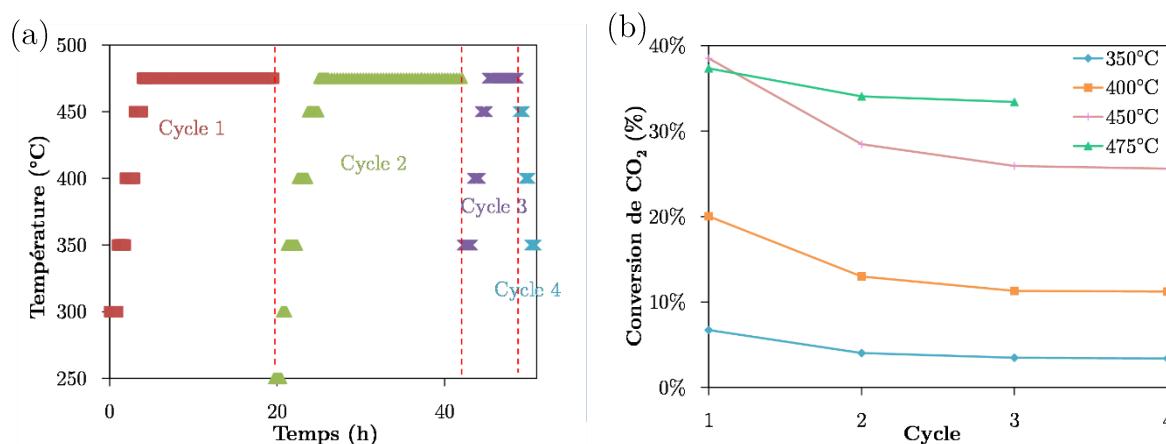 (a)
500
450
400
350
300
250
Température (°C)
Cycle 1
Cycle 2
Cycle 3
Cycle 4
0
20
40
Temps (h)
(b)
40%
30%
20%
10%
0%
Conversion de CO₂ (%)
350°C
400°C
450°C
475°C
1
2
3
4
Cycle